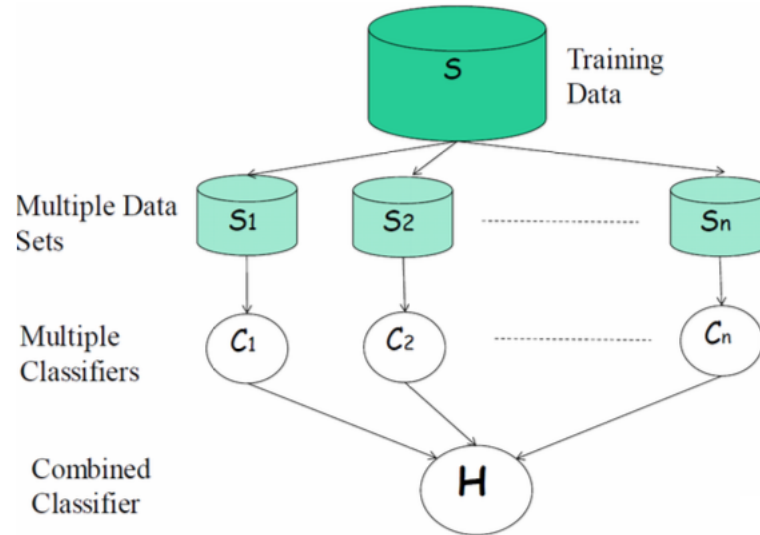 S
Training
Data
Multiple Data
Sets
S1
S2
Sn
Multiple
Classifiers
C1
C2
Cn
Combined
Classifier
H